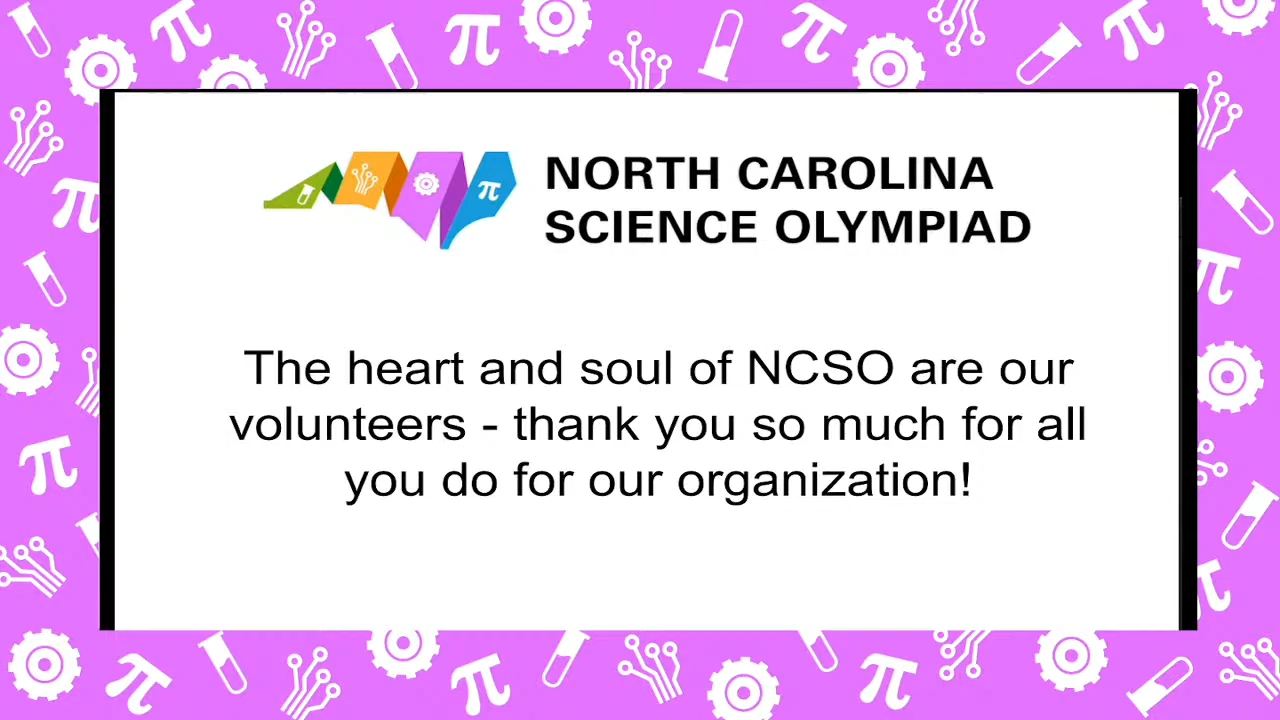 NORTH CAROLINA
SCIENCE OLYMPIAD
The heart and soul of NCSO are our
volunteers - thank you so much for all
you do for our organization!